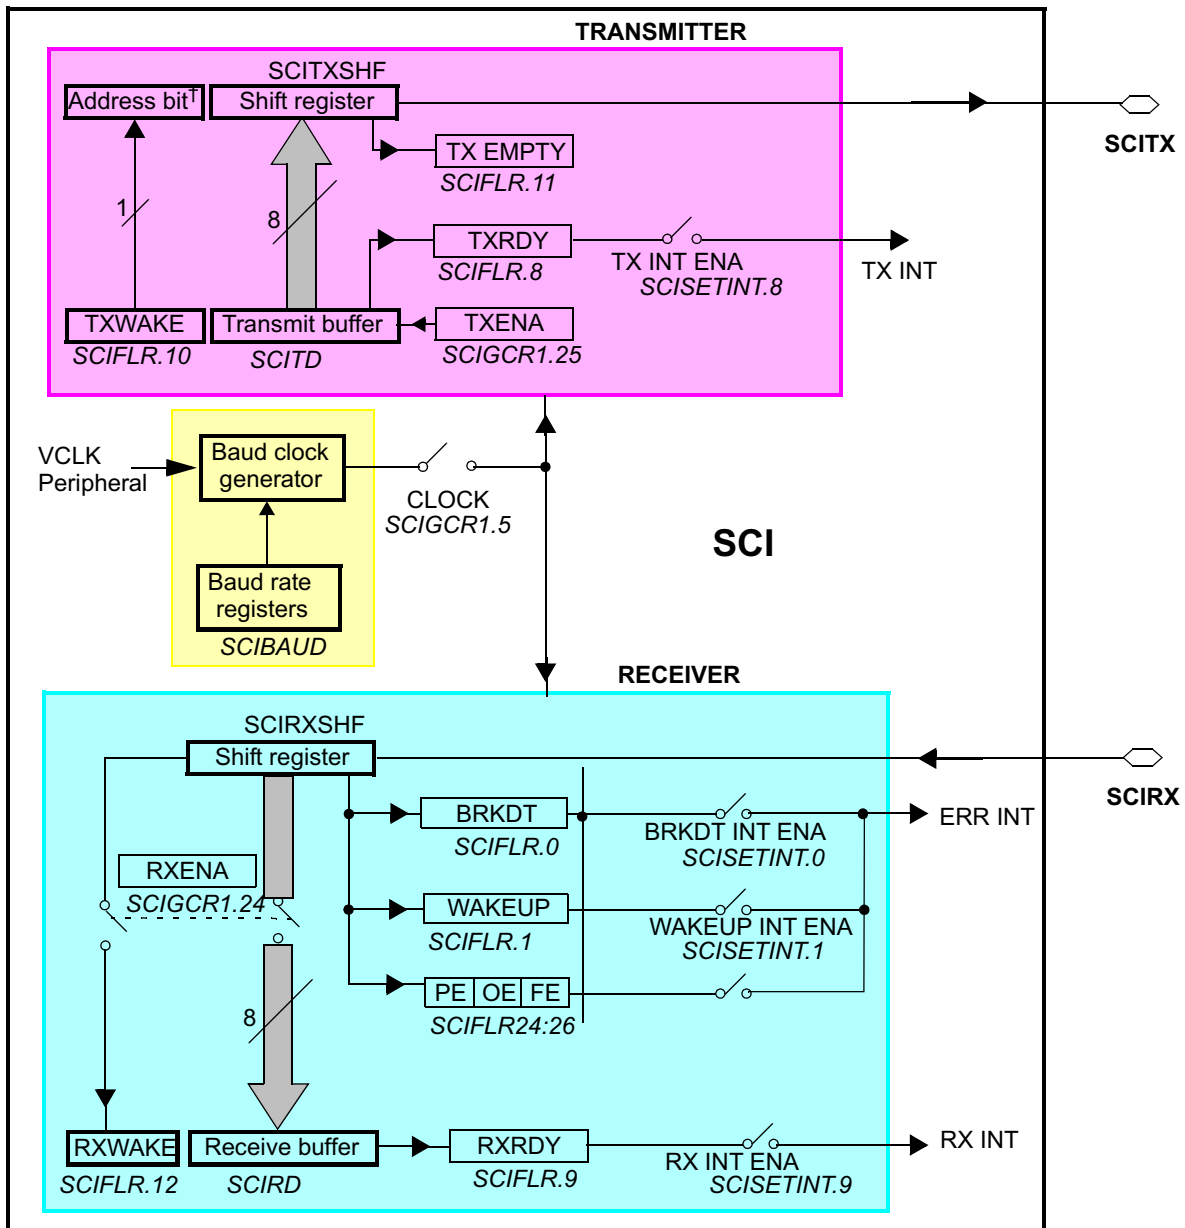 TRANSMITTER
SCITXSHF
Address bit†
Shift register
SCITX
TX EMPTY
SCIFLR.11
1
8
TXRDY
SCIFLR.8
TX INT ENA
SCISETINT.8
TX INT
TXWAKE
SCIFLR.10
Transmit buffer
SCITD
TXENA
SCIGCR1.25
VCLK
Peripheral
Baud clock
generator
CLOCK
SCIGCR1.5
SCI
Baud rate
registers
SCIBAUD
RECEIVER
SCIRXSHF
Shift register
SCIRX
BRKDT
SCIFLR.0
BRKDT INT ENA
SCISETINT.0
ERR INT
RXENA
SCIGCR1.24
WAKEUP
SCIFLR.1
WAKEUP INT ENA
SCISETINT.1
PE OE FE
SCIFLR24:26
8
RXWAKE
SCIFLR.12
Receive buffer
SCIRD
RXRDY
SCIFLR.9
RX INT ENA
SCISETINT.9
RX INT